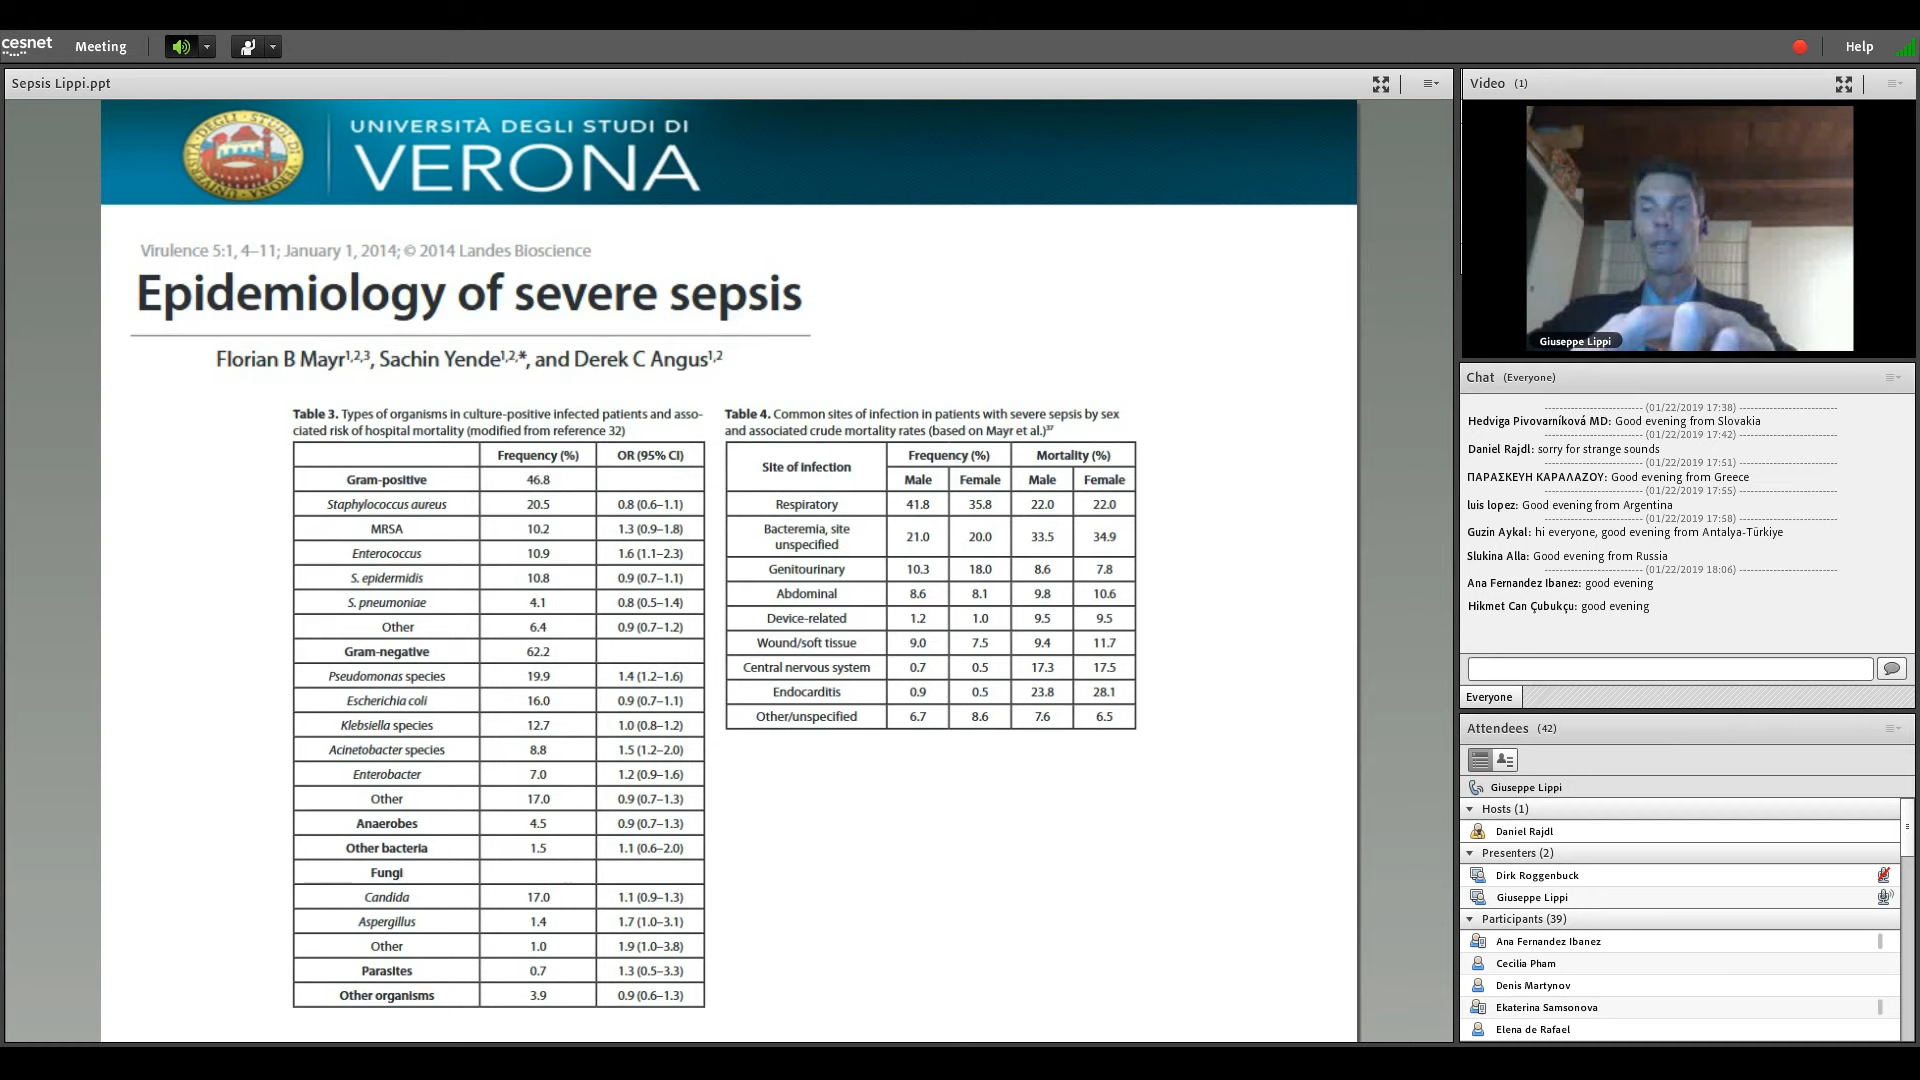 cesnet
Meeting
Help
Sepsis Lippi.ppt
UNIVERSITÀ DEGLI STUDI DI
VERONA
Virulence 5:1, 4–11; January 1, 2014; © 2014 Landes Bioscience
Epidemiology of severe sepsis
Florian B Mayr1,2,3, Sachin Yende1,2,*, and Derek C Angus1,2
Table 3. Types of organisms in culture-positive infected patients and asso-
ciated risk of hospital mortality (modified from reference 32)
Frequency (%) OR (95% CI)
Gram-positive 46.8
Staphylococcus aureus 20.5 0.8 (0.6–1.1)
MRSA 10.2 1.3 (0.9–1.8)
Enterococcus 10.9 1.6 (1.1–2.3)
S. epidermidis 10.8 0.9 (0.7–1.1)
S. pneumoniae 4.1 0.8 (0.5–1.4)
Other 6.4 0.9 (0.7–1.2)
Gram-negative 62.2
Pseudomonas species 19.9 1.4 (1.2–1.6)
Escherichia coli 16.0 0.9 (0.7–1.1)
Klebsiella species 12.7 1.0 (0.8–1.2)
Acinetobacter species 8.8 1.5 (1.2–2.0)
Enterobacter 7.0 1.2 (0.9–1.6)
Other 17.0 0.9 (0.7–1.3)
Anaerobes 4.5 0.9 (0.7–1.3)
Other bacteria 1.5 1.1 (0.6–2.0)
Fungi
Candida 17.0 1.1 (0.9–1.3)
Aspergillus 1.4 1.7 (1.0–3.1)
Other 1.0 1.9 (1.0–3.8)
Parasites 0.7 1.3 (0.5–3.3)
Other organisms 3.9 0.9 (0.6–1.3)
Table 4. Common sites of infection in patients with severe sepsis by sex
and associated crude mortality rates (based on Mayr et al.)37
Site of Infection Frequency (%) Mortality (%)
Male Female Male Female
Respiratory 41.8 35.8 22.0 22.0
Bacteremia, site
unspecified 21.0 20.0 33.5 34.9
Genitourinary 10.3 18.0 8.6 7.8
Abdominal 8.6 8.1 9.8 10.6
Device-related 1.2 1.0 9.5 9.5
Wound/soft tissue 9.0 7.5 9.4 11.7
Central nervous system 0.7 0.5 17.3 17.5
Endocarditis 0.9 0.5 23.8 28.1
Other/unspecified 6.7 8.6 7.6 6.5
Video (1)
Giuseppe Lippi
Chat (Everyone)
(01/22/2019 17:38)
Hedviga Pivovarníková MD: Good evening from Slovakia
(01/22/2019 17:42)
Daniel Rajdl: sorry for strange sounds
(01/22/2019 17:51)
ΠΑΡΑΣΚΕΥΗ ΚΑΡΑΛΑΖΟΥ: Good evening from Greece
(01/22/2019 17:55)
luis lopez: Good evening from Argentina
(01/22/2019 17:58)
Guzin Aykal: hi everyone, good evening from Antalya-Türkiye
Slukina Alla: Good evening from Russia
(01/22/2019 18:06)
Ana Fernandez Ibanez: good evening
Hikmet Can Çubukçu: good evening
Everyone
Attendees (42)
Giuseppe Lippi
Hosts (1)
Daniel Rajdl
Presenters (2)
Dirk Roggenbuck
Giuseppe Lippi
Participants (39)
Ana Fernandez Ibanez
Cecilia Pham
Denis Martynov
Ekaterina Samsonova
Elena de Rafael